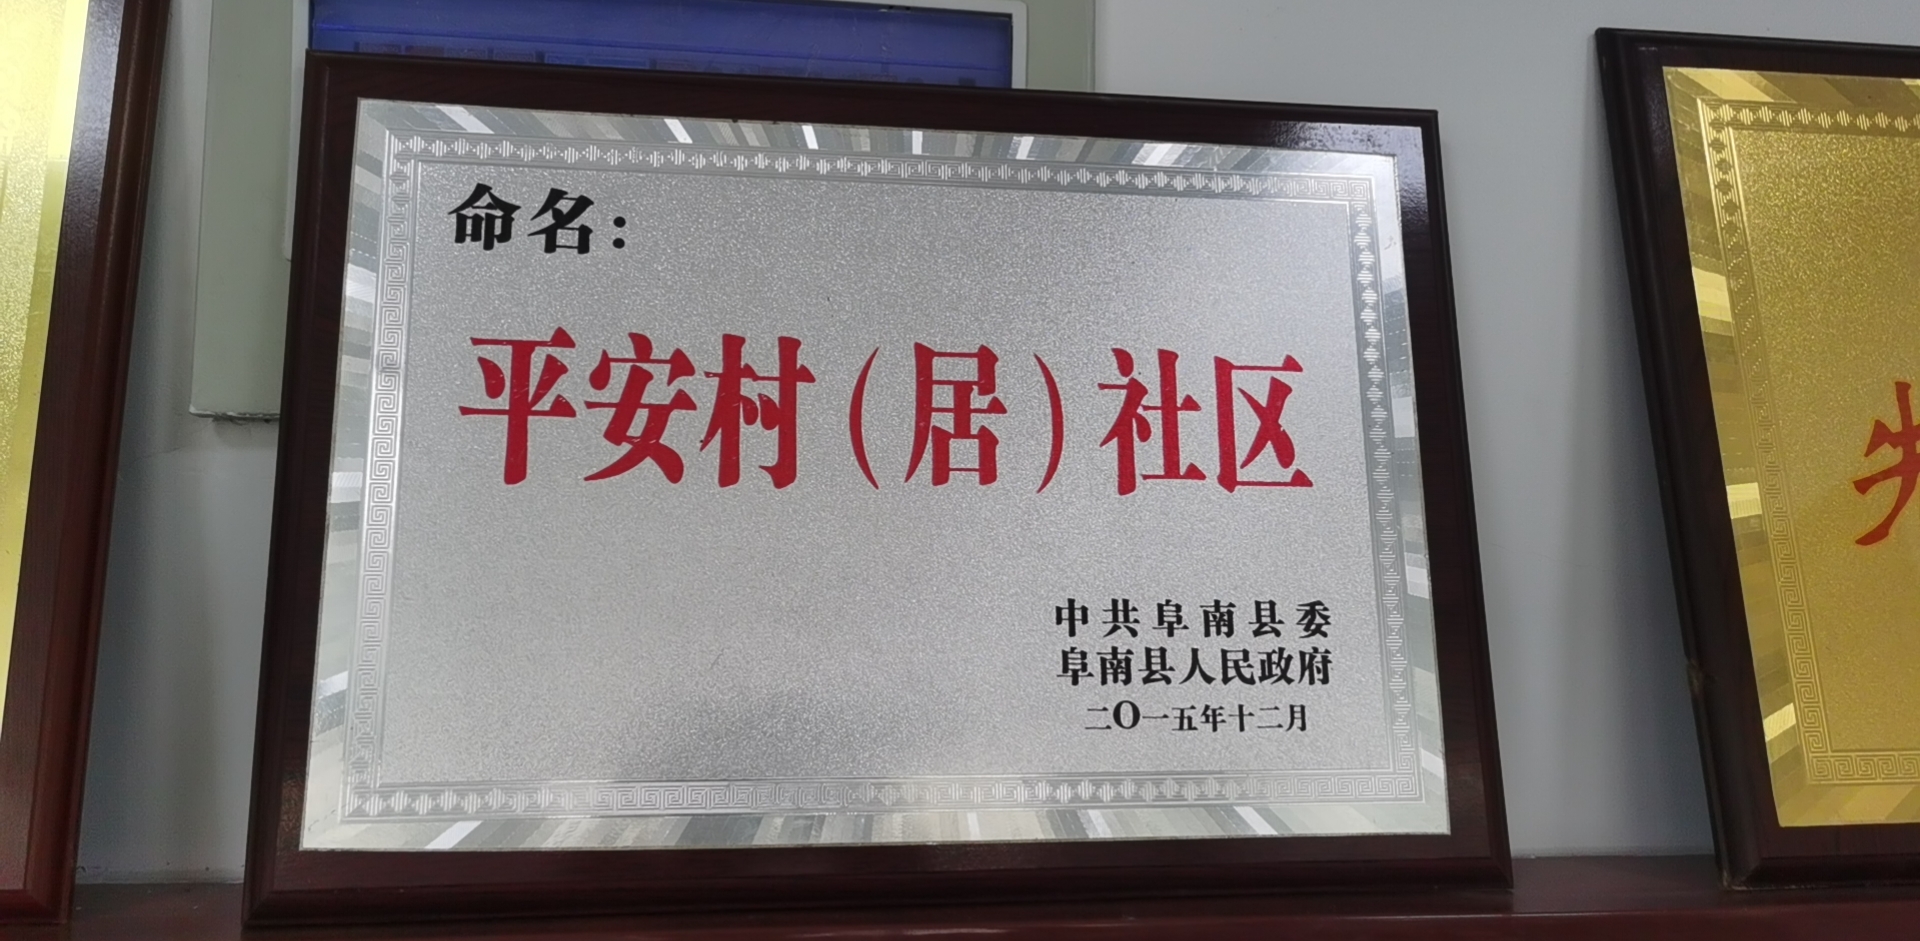 命名：
平安村（居）社区
中共阜南县委
阜南县人民政府
二〇一五年十二月